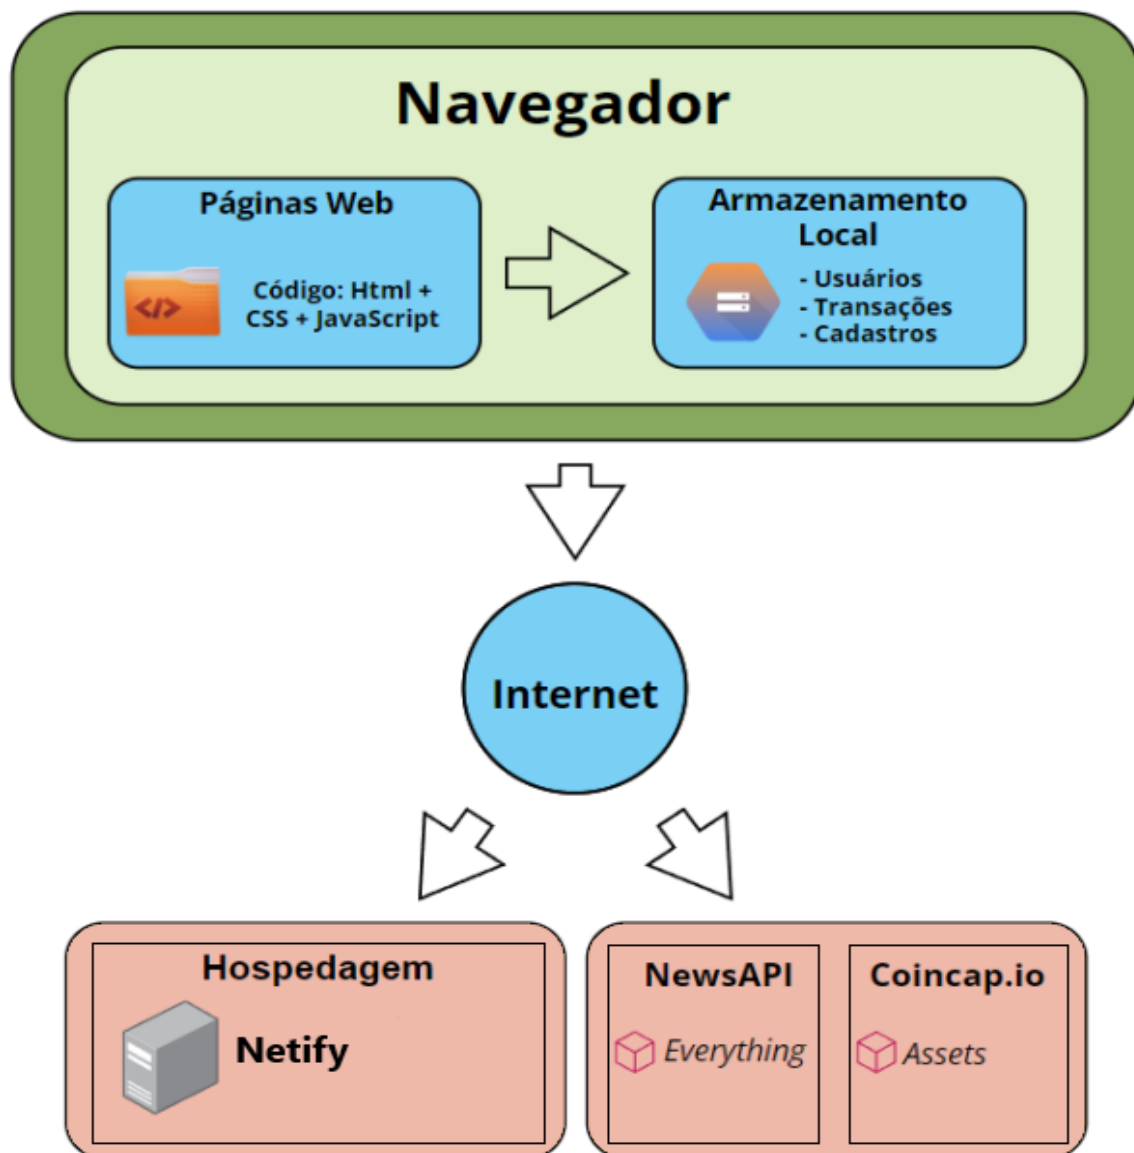 Navegador
Páginas Web
Código: Html +
CSS + JavaScript
Armazenamento
Local
- Usuários
- Transações
- Cadastros
Internet
Hospedagem
Netify
NewsAPI
Everything
Coincap.io
Assets